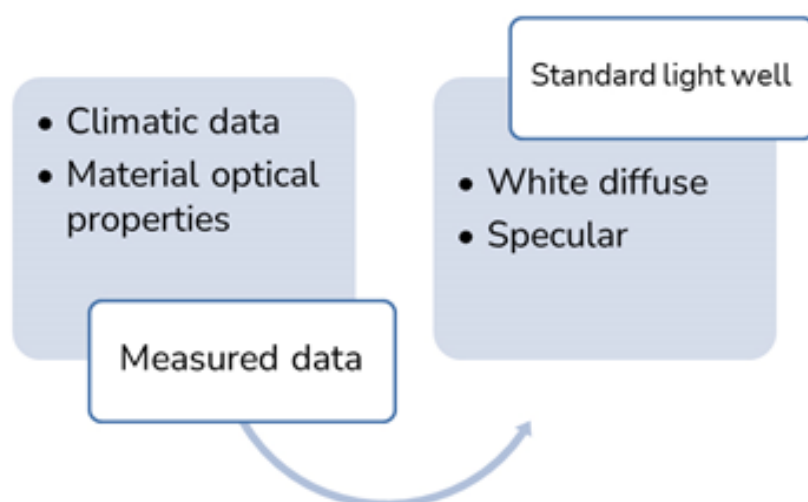 • Climatic data
• Material optical
properties
Measured data
Standard light well
• White diffuse
• Specular